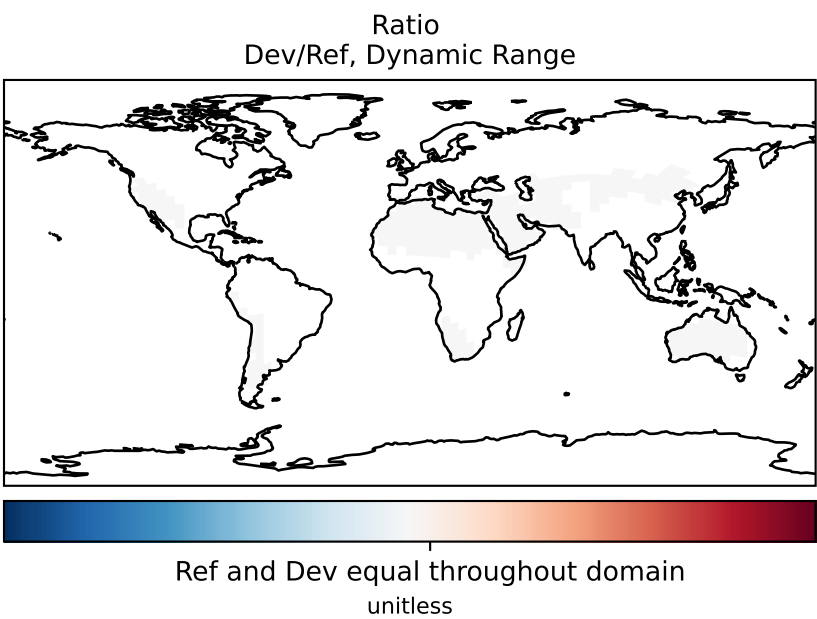 Ratio
Dev/Ref, Dynamic Range
Ref and Dev equal throughout domain
unitless